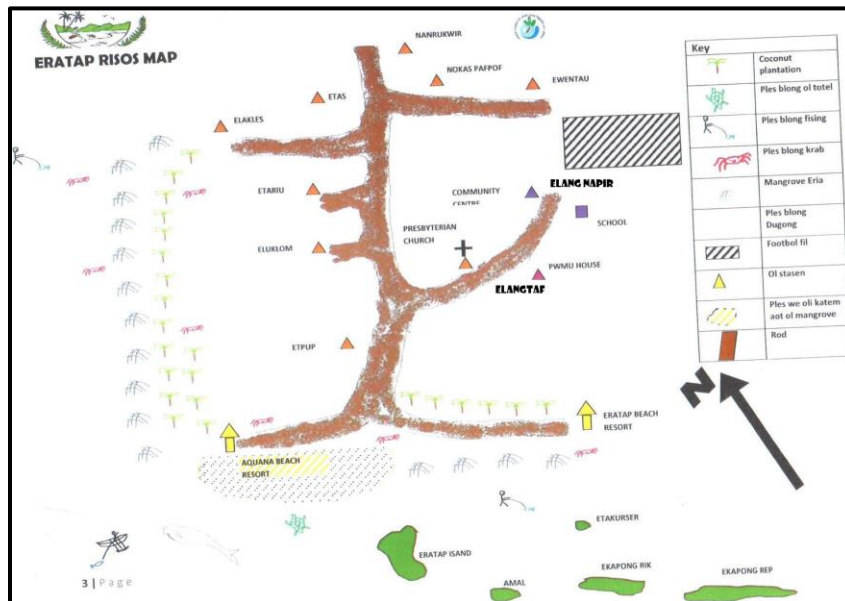 ERATAP RISOS MAP
NANRUKWIR
NOKAS PAFPOF
EWENTAU
ETAS
ELAKLES
ETARIU
ELUKLOM
COMMUNITY
CENTRE
ELANG NAPIR
SCHOOL
PRESBYTERIAN
CHURCH
PWMU HOUSE
ELANGTAF
ETPUP
ERATAP BEACH
RESORT
AQUANA BEACH
RESORT
ETAKURSER
ERATAP ISAND
AMAL
EKAPONG RIK
EKAPONG REP
3 | Page
Key
Coconut
plantation
Ples blong ol totel
Ples blong fising
Ples blong krab
Mangrove Eria
Ples blong
Dugong
Footbol fil
Ol stasen
Ples we oli katem
aot ol mangrove
Rod
N